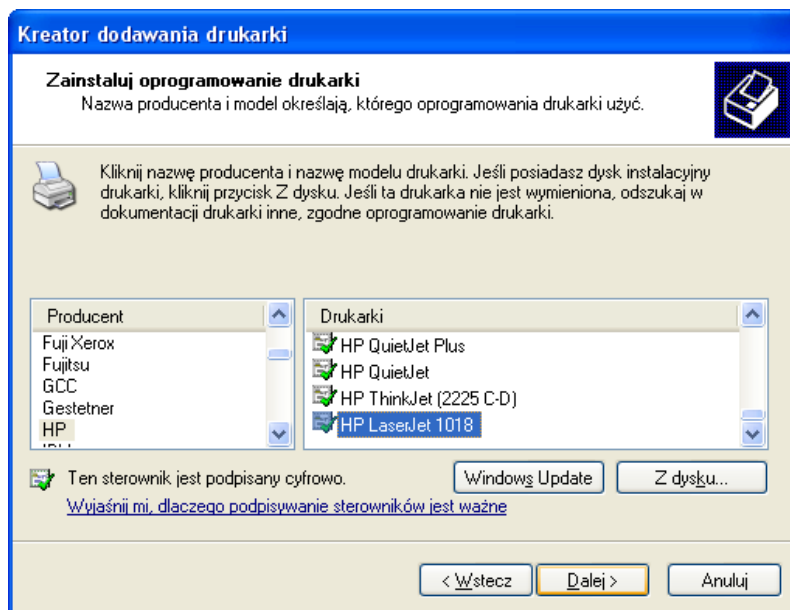 Kreator dodawania drukarki
Zainstaluj oprogramowanie drukarki
Nazwa producenta i model określają, którego oprogramowania drukarki użyć.
Kliknij nazwę producenta i nazwę modelu drukarki. Jeśli posiadasz dysk instalacyjny
drukarki, kliknij przycisk Z dysku. Jeśli ta drukarka nie jest wymieniona, odszukaj w
dokumentacji drukarki inne, zgodne oprogramowanie drukarki.
Producent
Fuji Xerox
Fujitsu
GCC
Gestetner
HP
Drukarki
HP QuietJet Plus
HP QuietJet
HP ThinkJet (2225 C-D)
HP LaserJet 1018
Ten sterownik jest podpisany cyfrowo.
Wyjaśnij mi, dlaczego podpisywanie sterowników jest ważne
Windows Update
Z dysku...
< Wstecz
Dalej >
Anuluj